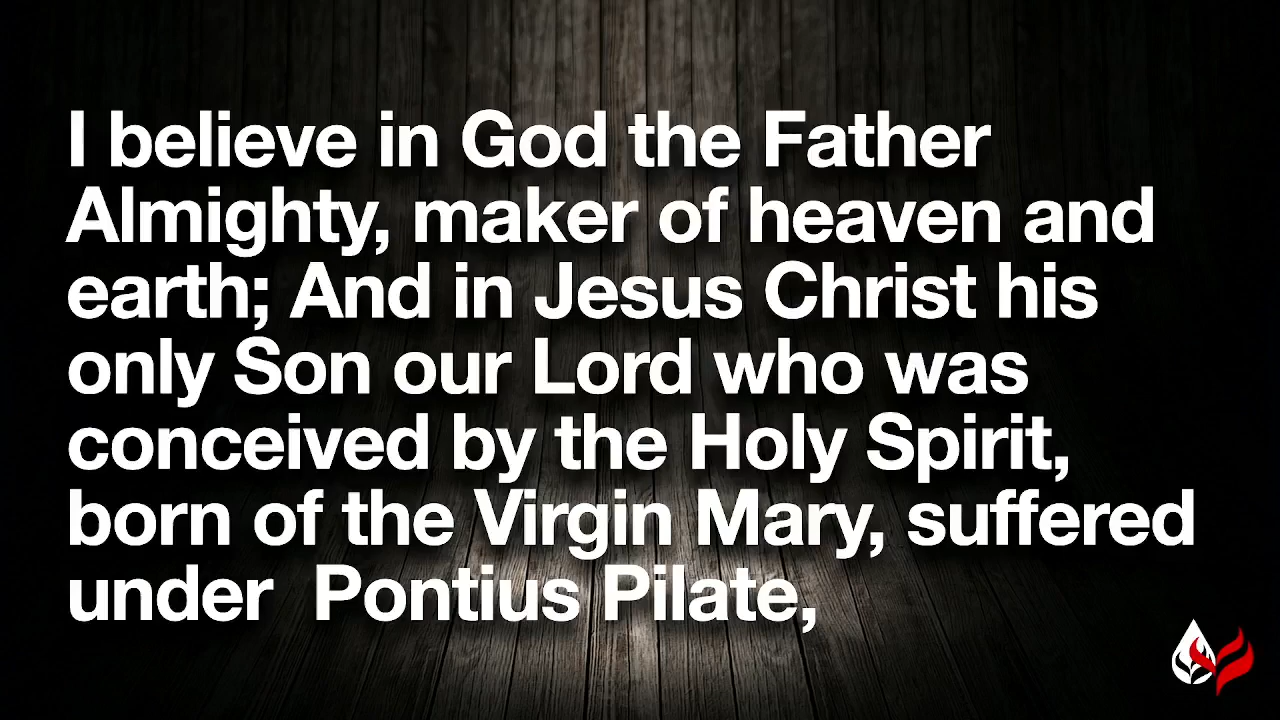 I believe in God the Father
Almighty, maker of heaven and
earth; And in Jesus Christ his
only Son our Lord who was
conceived by the Holy Spirit,
born of the Virgin Mary, suffered
under  Pontius Pilate,